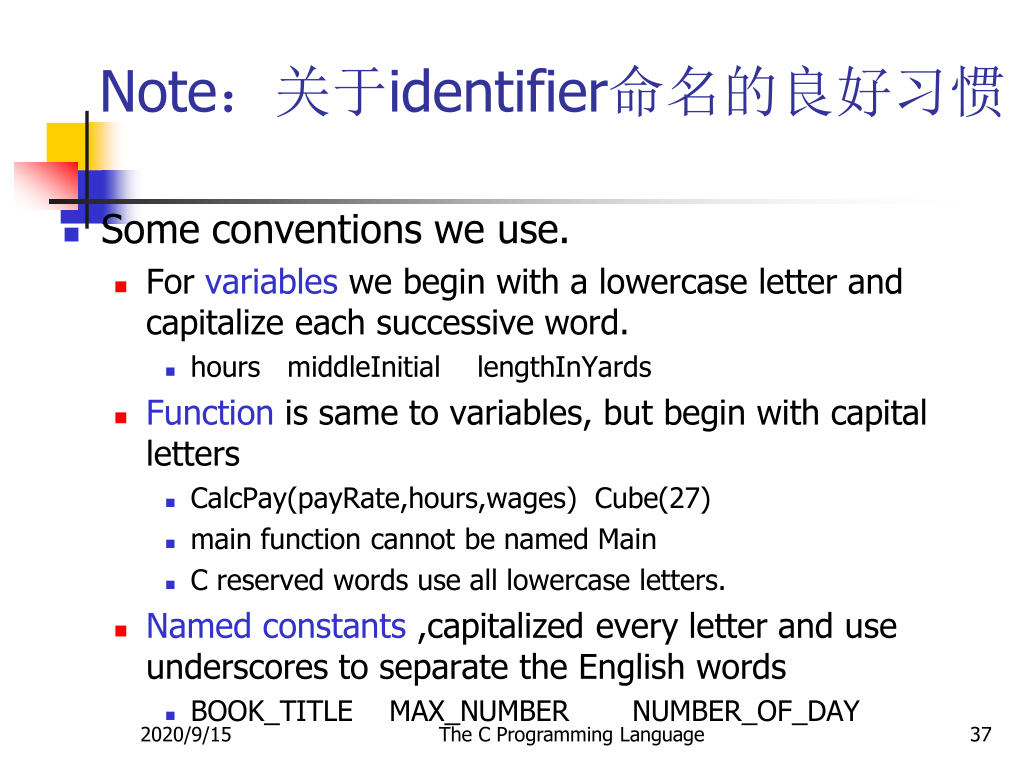 Note：关于identifier命名的良好习惯
Some conventions we use.
For variables we begin with a lowercase letter and
capitalize each successive word.
hours middleInitial lengthInYards
Function is same to variables, but begin with capital
letters
CalcPay(payRate,hours,wages) Cube(27)
main function cannot be named Main
C reserved words use all lowercase letters.
Named constants ,capitalized every letter and use
underscores to separate the English words
BOOK_TITLE MAX_NUMBER NUMBER_OF_DAY
2020/9/15 The C Programming Language 37